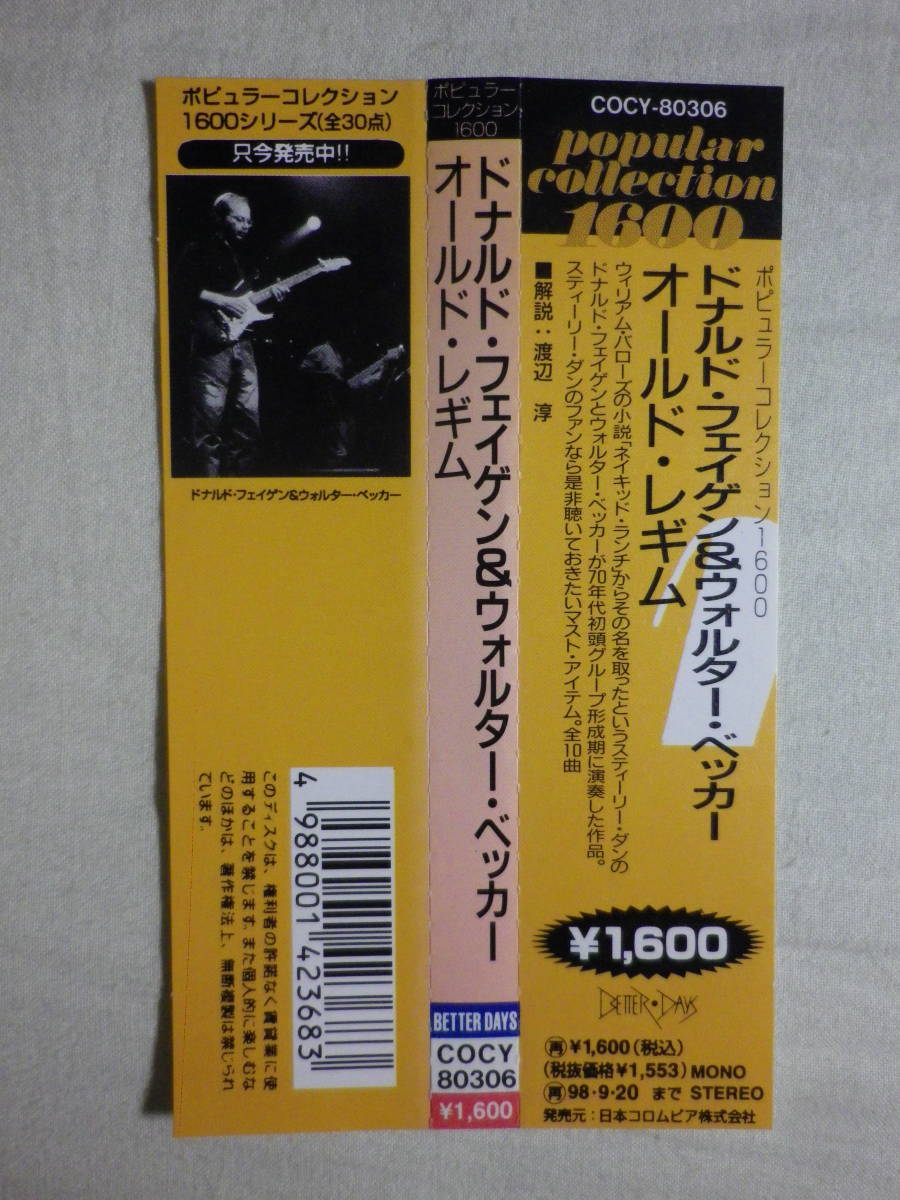 ポピュラーコレクション
1600シリーズ(全30点)
只今発売中!!
ドナルド・フェイゲン&ウォルター・ベッカー
4 988001 423683
このディスクは、権利者の許諾なく賃貸業に使
用することを禁じます。また個人的に楽しむな
どのほかは、著作権法上、無断複製は禁じられ
ています。
ポピュラー
コレクション
1600
ドナルド・フェイゲン&ウォルター・ベッカー
オールド・レギム
BETTER DAYS
COCY
80306
¥1,600
COCY-80306
popular
collection
1600
ポピュラーコレクション1600
ドナルド・フェイゲン&ウォルター・ベッカー
オールド・レギム
ウィリアム・バローズの小説「ネイキッド・ランチ」からその名を取ったというスティーリー・ダンの
ドナルド・フェイゲンとウォルター・ベッカーが70年代初頭グループ形成期に演奏した作品。
スティーリー・ダンのファンなら是非聴いておきたいマスト・アイテム。全10曲
■解説:渡辺 淳
¥1,600
BETTER・DAYS
再¥1,600(税込)
(税抜価格¥1,553)MONO
再98・9・20 まで STEREO
発売元:日本コロムビア株式会社